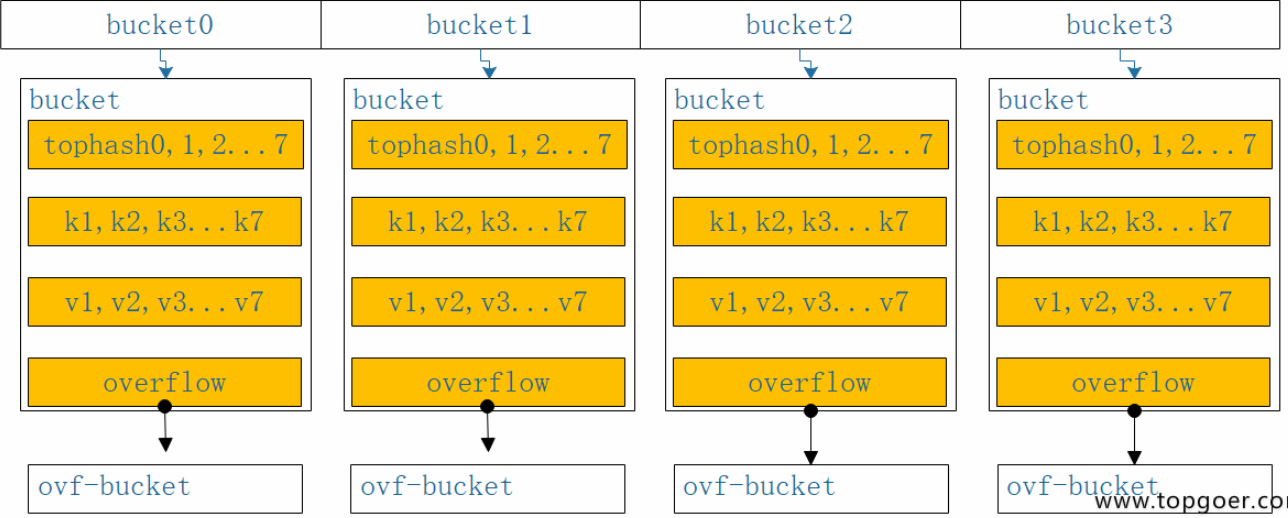 bucket0 bucket1 bucket2 bucket3
bucket bucket bucket bucket
tophash0,1,2...7 tophash0,1,2...7 tophash0,1,2...7 tophash0,1,2...7
k1,k2,k3...k7 k1,k2,k3...k7 k1,k2,k3...k7 k1,k2,k3...k7
v1,v2,v3...v7 v1,v2,v3...v7 v1,v2,v3...v7 v1,v2,v3...v7
overflow overflow overflow overflow
ovf-bucket ovf-bucket ovf-bucket ovf-bucket
www.topgoer.com